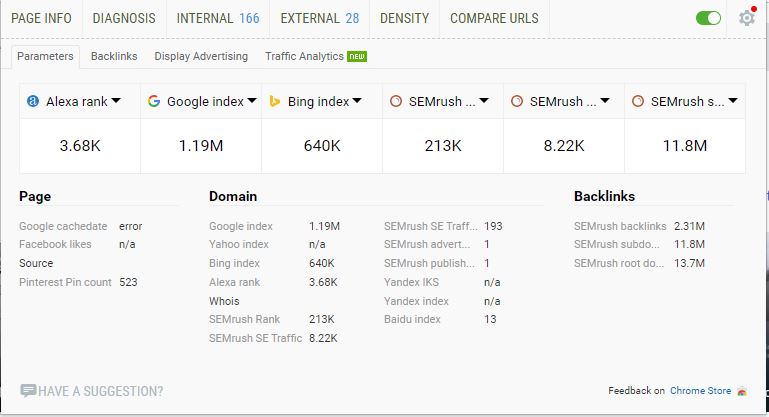 PAGE INFO DIAGNOSIS INTERNAL 166 EXTERNAL 28 DENSITY COMPARE URLS
Parameters Backlinks Display Advertising Traffic Analytics NEW
Alexa rank Google index Bing index SEMrush ... SEMrush ... SEMrush s...
3.68K 1.19M 640K 213K 8.22K 11.8M
Page Domain Backlinks
Google cachedate error Google index 1.19M SEMrush SE Traff... 193 SEMrush backlinks 2.31M
Facebook likes n/a Yahoo index n/a SEMrush advert... 1 SEMrush subdo... 11.8M
Source Bing index 640K SEMrush publish... 1 SEMrush root do... 13.7M
Pinterest Pin count 523 Alexa rank 3.68K Yandex IKS n/a
Whois Yandex index n/a
SEMrush Rank 213K Baidu index 13
SEMrush SE Traffic 8.22K
HAVE A SUGGESTION? Feedback on Chrome Store